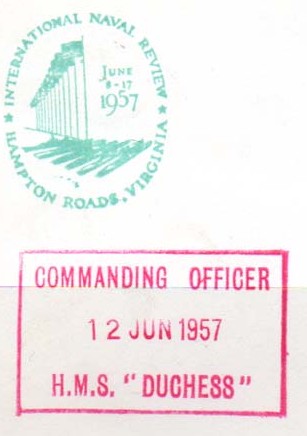 ★ INTERNATIONAL NAVAL REVIEW ★
JUNE
8-17
1957
HAMPTON ROADS, VIRGINIA
COMMANDING OFFICER
12 JUN 1957
H.M.S. "DUCHESS"